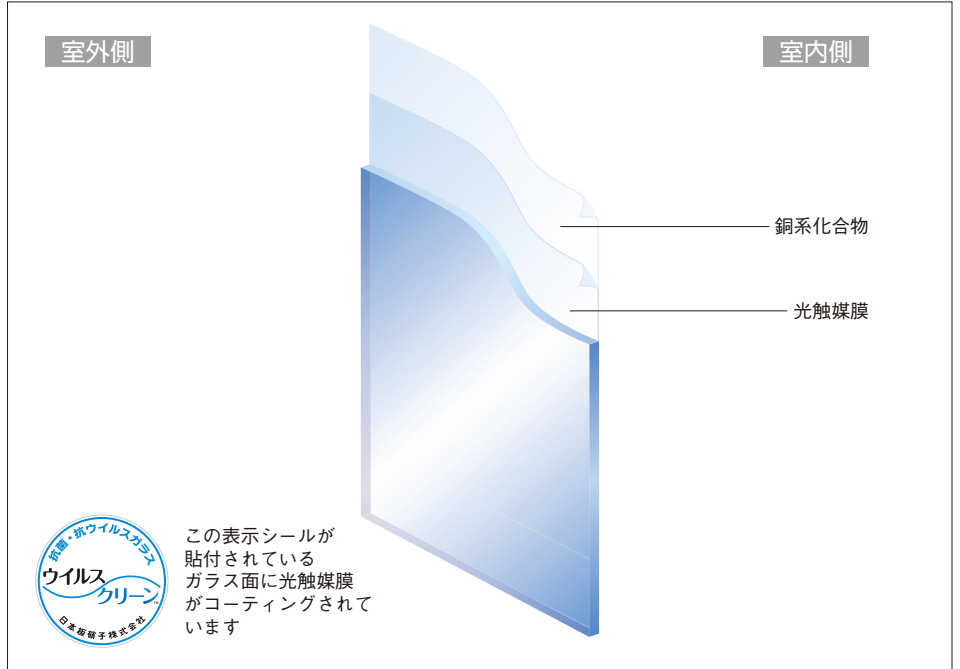 室外側
室内側
銅系化合物
光触媒膜
抗菌・抗ウイルスガラス
ウイルス
クリーン™
日本板硝子株式会社
この表示シールが
貼付されている
ガラス面に光触媒膜
がコーティングされて
います